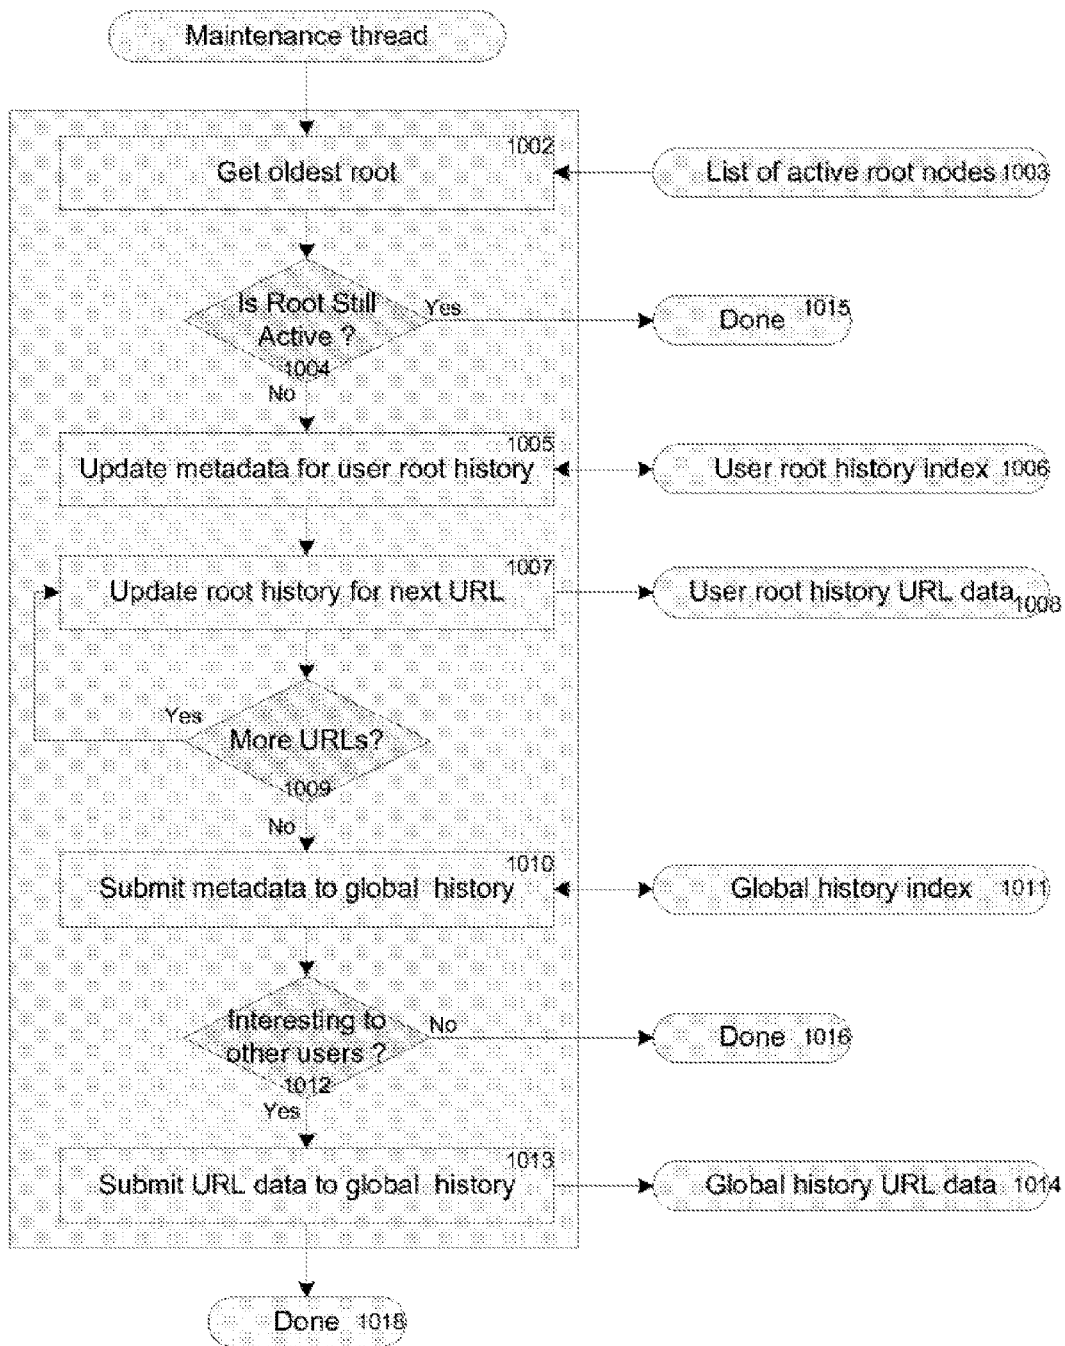 Maintenance thread
1002
Get oldest root
List of active root nodes 1003
Is Root Still
Active ?
1004
Yes
Done 1015
No
1005
Update metadata for user root history
User root history index 1006
1007
Update root history for next URL
User root history URL data 1008
Yes
More URLs?
1009
No
1010
Submit metadata to global history
Global history index 1011
Interesting to
other users ?
1012
No
Done 1016
Yes
1013
Submit URL data to global history
Global history URL data 1014
Done 1018